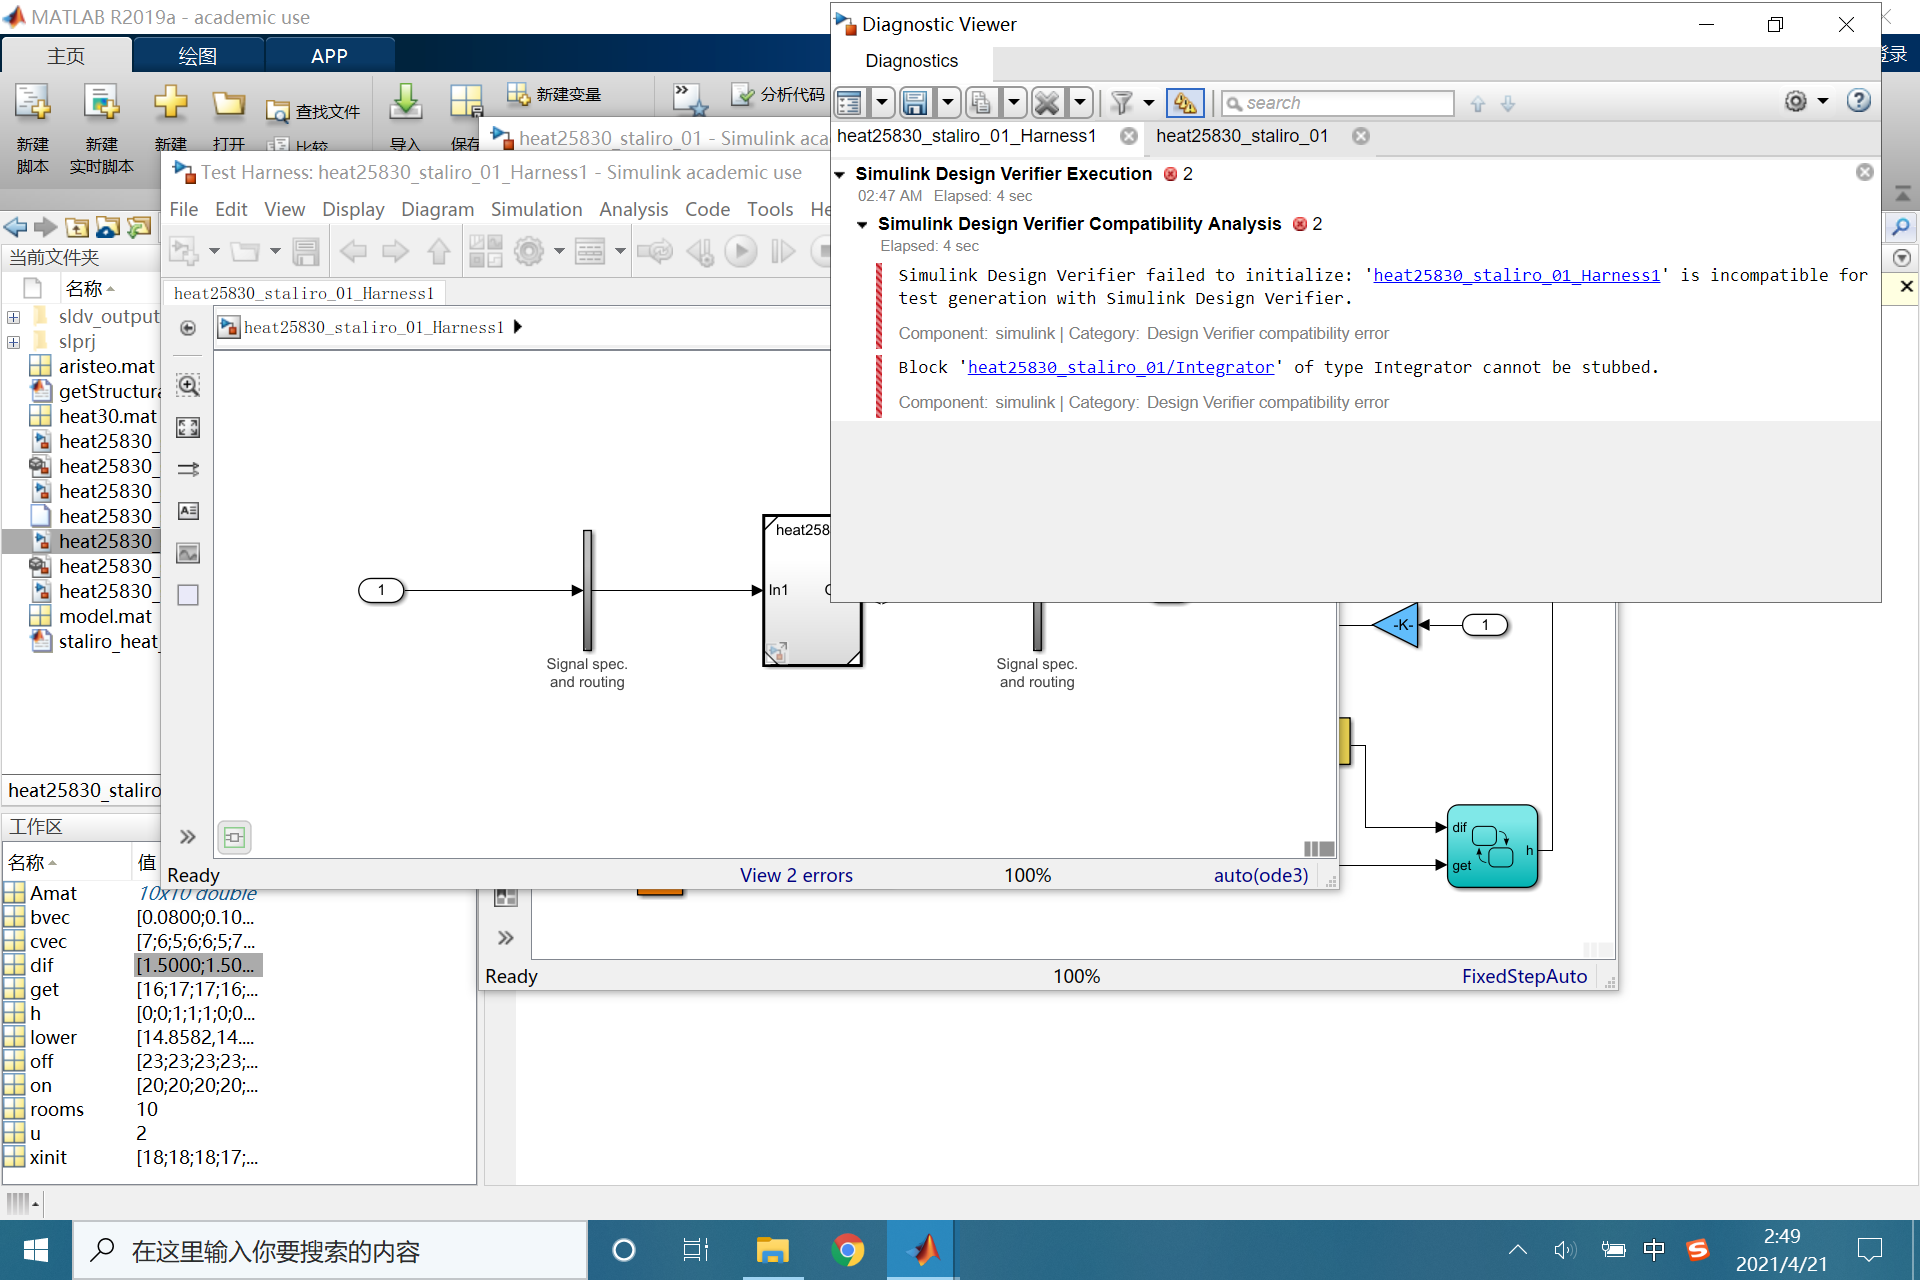 MATLAB R2019a - academic use
主页
绘图
APP
登录
新建
脚本
新建
实时脚本
新建
打开
查找文件
比较
导入
新建变量
分析代码
当前文件夹
名称
sldv_output
slprj
aristeo.mat
getStructura
heat30.mat
heat25830_
heat25830_
heat25830_
heat25830_
heat25830_
heat25830_
heat25830_
model.mat
staliro_heat_
heat25830_staliro
工作区
名称
值
Amat 10x10 double
bvec [0.0800;0.10...
cvec [7;6;5;6;6;5;7...
dif [1.5000;1.50...
get [16;17;17;16;...
h [0;0;1;1;1;0;0...
lower [14.8582,14....
off [23;23;23;23;...
on [20;20;20;20;...
rooms 10
u 2
xinit [18;18;18;17;...
heat25830_staliro_01 - Simulink aca
Test Harness: heat25830_staliro_01_Harness1 - Simulink academic use
File Edit View Display Diagram Simulation Analysis Code Tools He
heat25830_staliro_01_Harness1
heat25830_staliro_01_Harness1
1
Signal spec.
and routing
heat258
In1
Signal spec.
and routing
Ready
View 2 errors
100%
auto(ode3)
-K-
1
dif
get
h
Ready
100%
FixedStepAuto
Diagnostic Viewer
Diagnostics
search
heat25830_staliro_01_Harness1
heat25830_staliro_01
Simulink Design Verifier Execution 2
02:47 AM Elapsed: 4 sec
Simulink Design Verifier Compatibility Analysis 2
Elapsed: 4 sec
Simulink Design Verifier failed to initialize: 'heat25830_staliro_01_Harness1' is incompatible for
test generation with Simulink Design Verifier.
Component: simulink | Category: Design Verifier compatibility error
Block 'heat25830_staliro_01/Integrator' of type Integrator cannot be stubbed.
Component: simulink | Category: Design Verifier compatibility error
在这里输入你要搜索的内容
中
2:49
2021/4/21